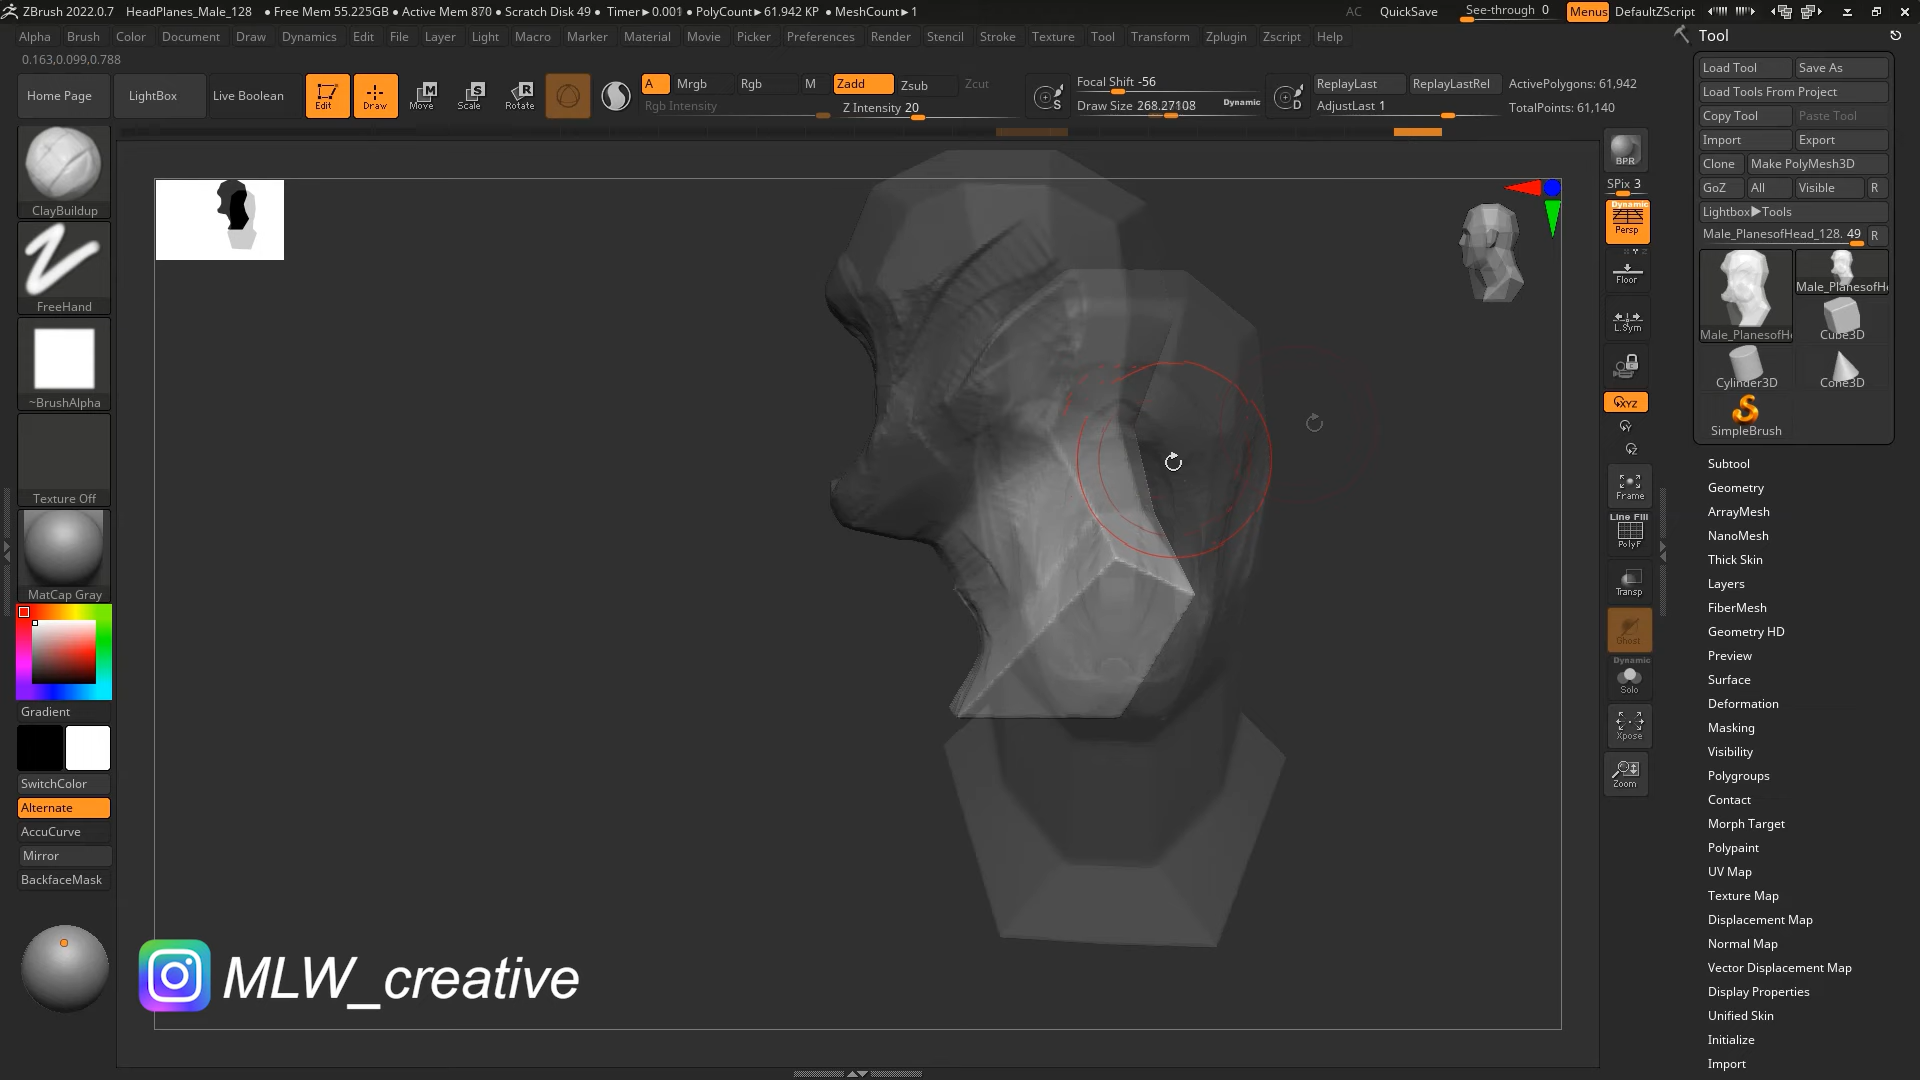 ZBrush 2022.0.7 HeadPlanes_Male_128 ● Free Mem 55.225GB ● Active Mem 870 ● Scratch Disk 49 ● Timer▸0.001 ● PolyCount▸61.942 KP ● MeshCount▸1 AC QuickSave See-through 0 Menus DefaultZScript
Alpha Brush Color Document Draw Dynamics Edit File Layer Light Macro Marker Material Movie Picker Preferences Render Stencil Stroke Texture Tool Transform Zplugin Zscript Help
Tool
0.163,0.099,0.788
Home Page
LightBox
Live Boolean
Edit
Draw
Move
Scale
Rotate
A Mrgb Rgb M Zadd Zsub Zcut
Rgb Intensity Z Intensity 20
S
Focal Shift -56
Draw Size 268.27108 Dynamic
D
ReplayLast ReplayLastRel
AdjustLast 1
ActivePolygons: 61,942
TotalPoints: 61,140
ClayBuildup
FreeHand
~BrushAlpha
Texture Off
MatCap Gray
Gradient
SwitchColor
Alternate
AccuCurve
Mirror
BackfaceMask
MLW_creative
BPR
SPix 3
Dynamic
Persp
Floor
L.Sym
XYZ
Y
Z
Frame
Line Fill
PolyF
Transp
Ghost
Dynamic
Solo
Xpose
Zoom
Load Tool Save As
Load Tools From Project
Copy Tool Paste Tool
Import Export
Clone Make PolyMesh3D
GoZ All Visible R
Lightbox▶Tools
Male_PlanesofHead_128. 49 R
Male_PlanesofHe
Male_PlanesofHe
Cube3D
Cylinder3D
Cone3D
SimpleBrush
Subtool
Geometry
ArrayMesh
NanoMesh
Thick Skin
Layers
FiberMesh
Geometry HD
Preview
Surface
Deformation
Masking
Visibility
Polygroups
Contact
Morph Target
Polypaint
UV Map
Texture Map
Displacement Map
Normal Map
Vector Displacement Map
Display Properties
Unified Skin
Initialize
Import